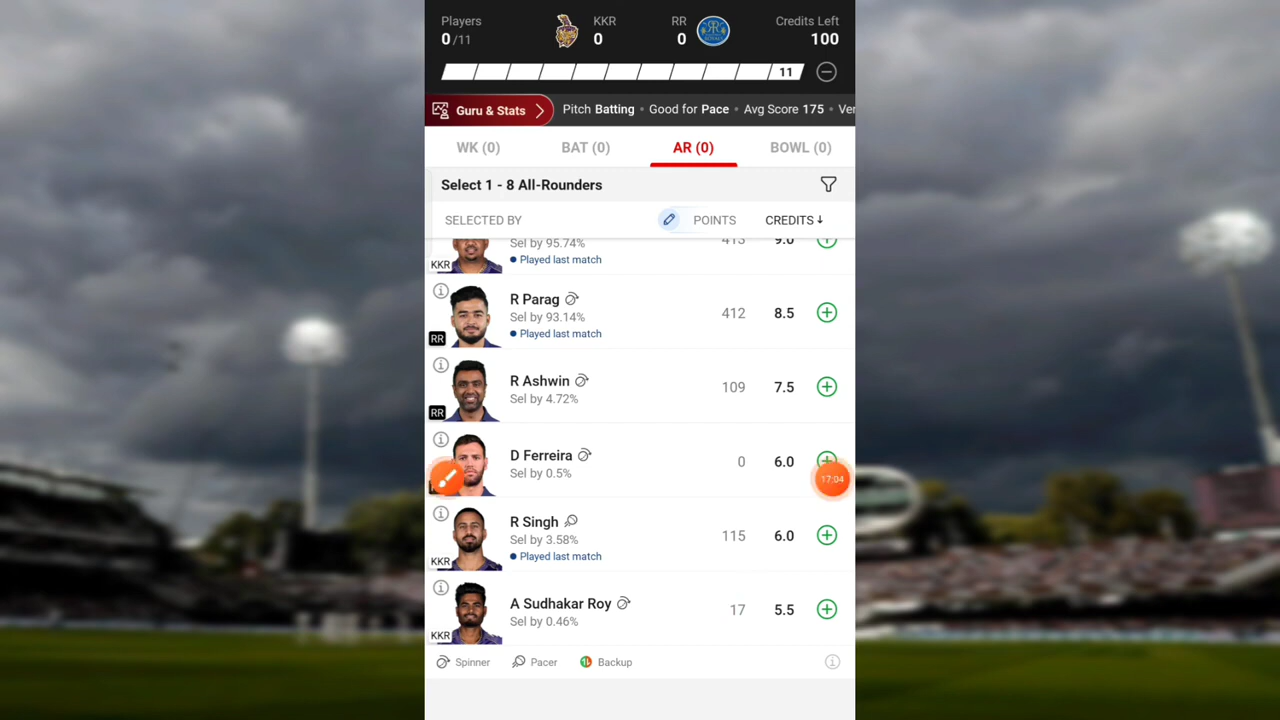 Players
0/11
KKR
0
RR
0
Credits Left
100
11
Guru & Stats
Pitch Batting • Good for Pace • Avg Score 175 • Ver
WK (0)
BAT (0)
AR (0)
BOWL (0)
Select 1 - 8 All-Rounders
SELECTED BY
POINTS
CREDITS↓
Sel by 95.74%
413
9.0
KKR
Played last match
R Parag
Sel by 93.14%
412
8.5
RR
Played last match
R Ashwin
Sel by 4.72%
109
7.5
RR
D Ferreira
Sel by 0.5%
0
6.0
17:04
R Singh
Sel by 3.58%
115
6.0
KKR
Played last match
A Sudhakar Roy
Sel by 0.46%
17
5.5
KKR
Spinner
Pacer
Backup